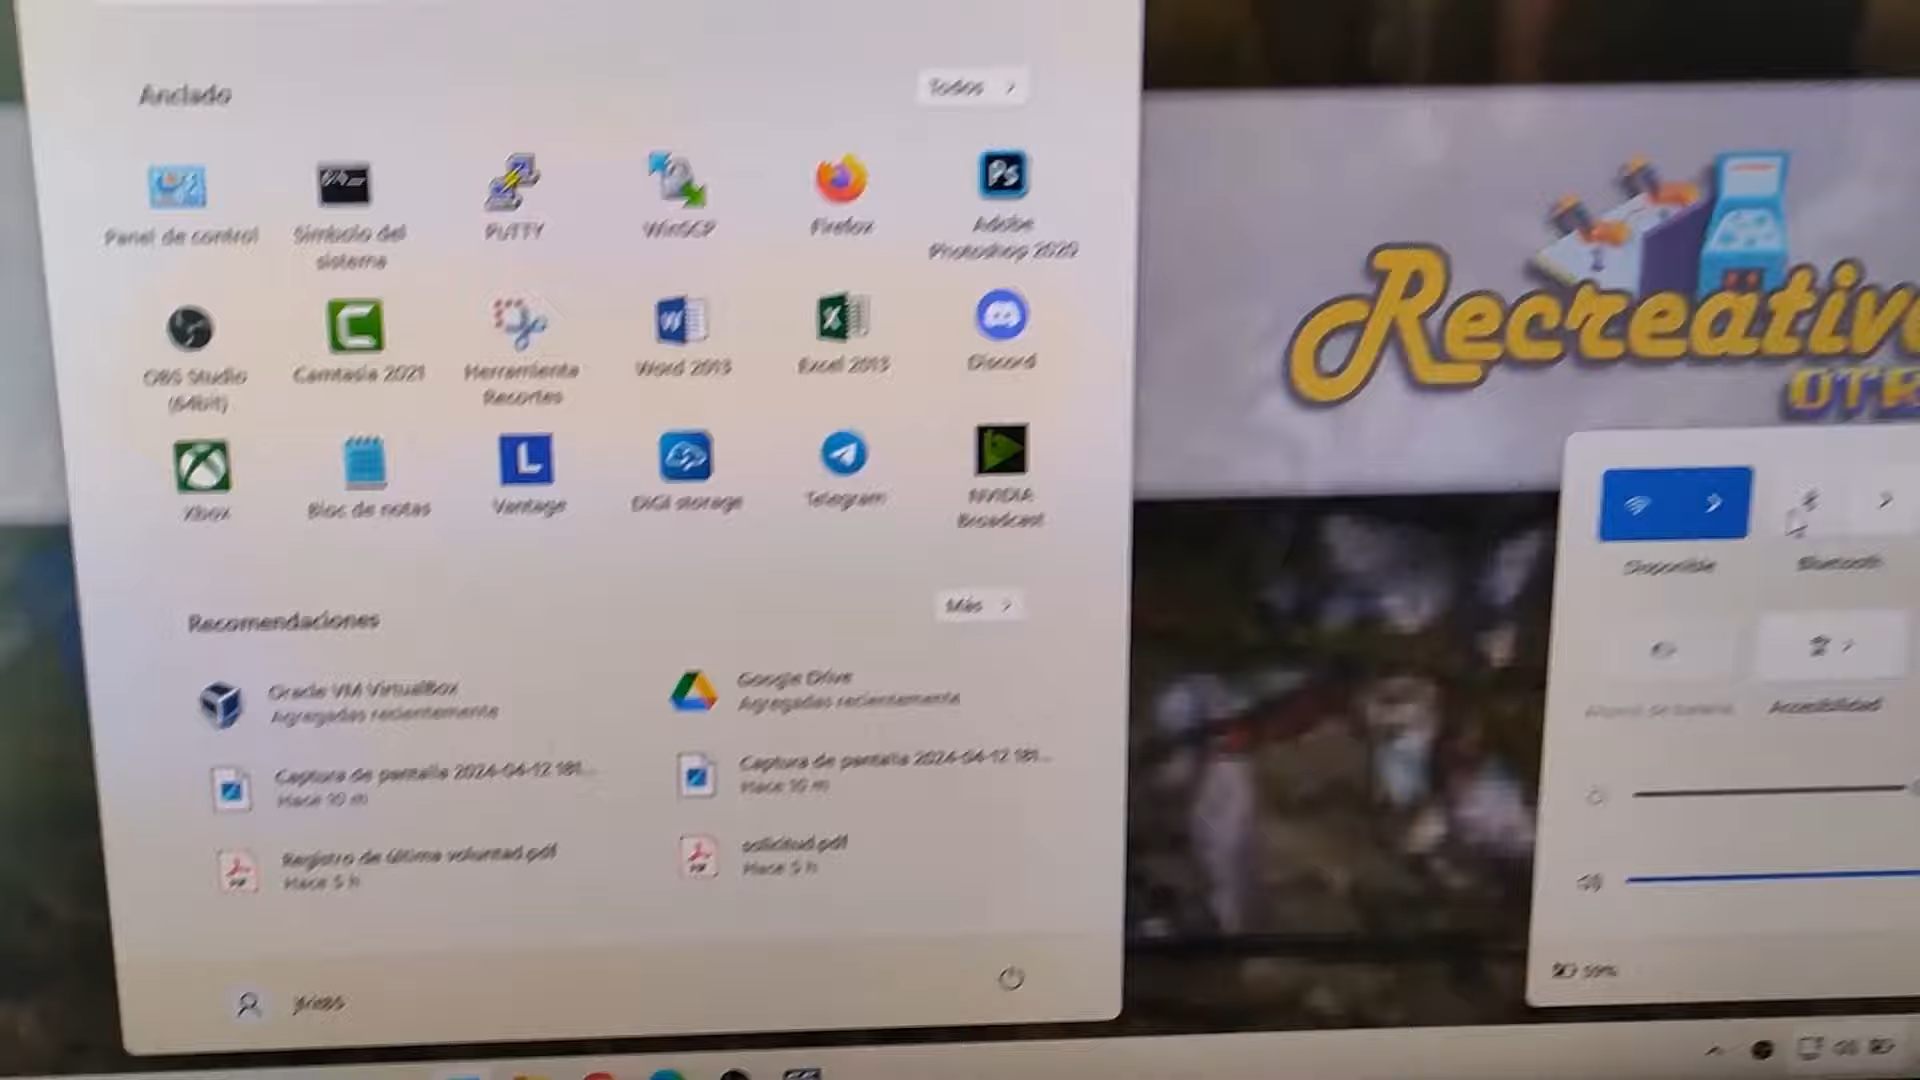 Anclado
Todos
Panel de control
Símbolo del
sistema
PuTTY
WinSCP
Firefox
Adobe
Photoshop 2020
OBS Studio
(64bit)
Camtasia 2021
Herramienta
Recortes
Word 2013
Excel 2013
Discord
Xbox
Bloc de notas
Vantage
DIGI storage
Telegram
NVIDIA
Broadcast
Recomendaciones
Más
Oracle VM VirtualBox
Agregadas recientemente
Google Drive
Agregadas recientemente
Captura de pantalla 2024-04-12 181...
Hace 10 m
Captura de pantalla 2024-04-12 181...
Hace 10 m
Registro de última voluntad.pdf
Hace 5 h
solicitud.pdf
Hace 5 h
Recreativ
Disponible
Bluetooth
Ahorro de batería
Accesibilidad